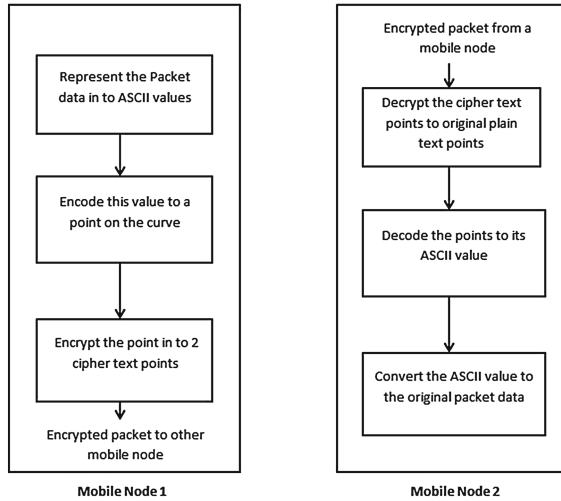 Represent the Packet
data in to ASCII values
Encode this value to a
point on the curve
Encrypt the point in to 2
cipher text points
Encrypted packet to other
mobile node
Mobile Node 1
Encrypted packet from a
mobile node
Decrypt the cipher text
points to original plain
text points
Decode the points to its
ASCII value
Convert the ASCII value to
the original packet data
Mobile Node 2